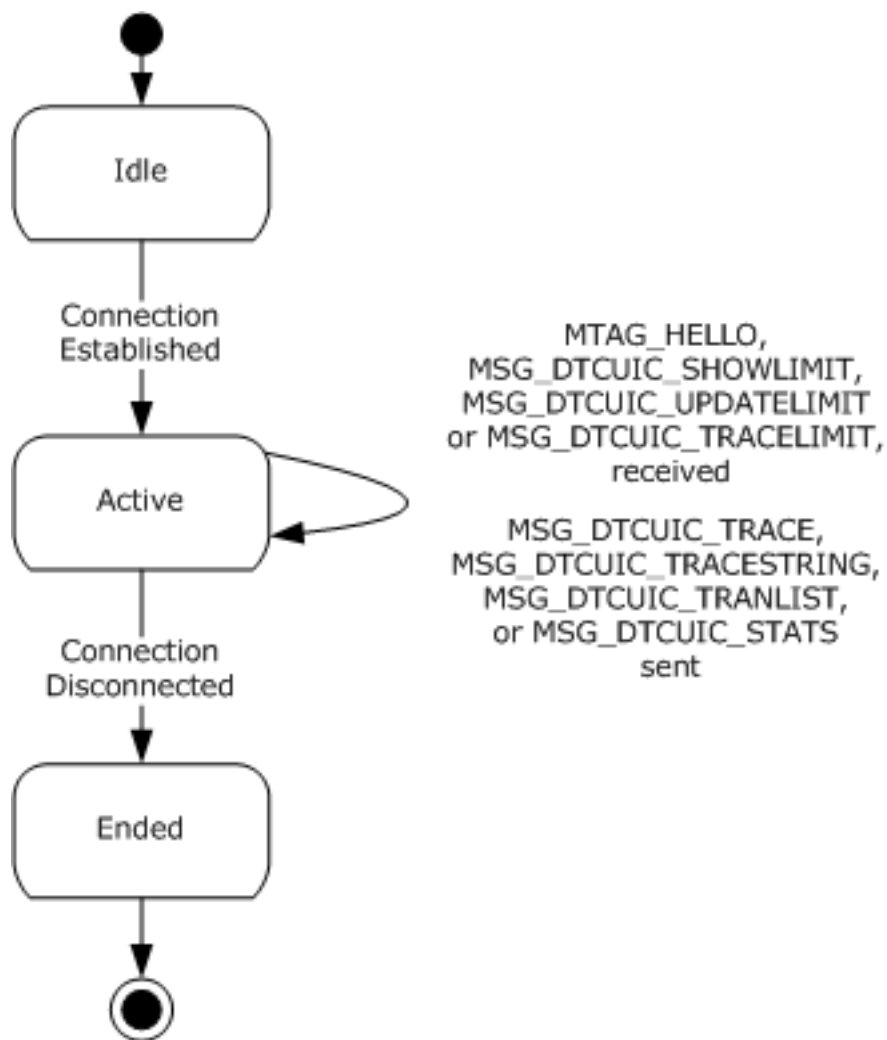 Idle
Connection
Established
MTAG_HELLO,
MSG_DTCUIC_SHOWLIMIT,
MSG_DTCUIC_UPDATELIMIT
or MSG_DTCUIC_TRACELIMIT,
received
Active
MSG_DTCUIC_TRACE,
MSG_DTCUIC_TRACESTRING,
MSG_DTCUIC_TRANLIST,
or MSG_DTCUIC_STATS
sent
Connection
Disconnected
Ended